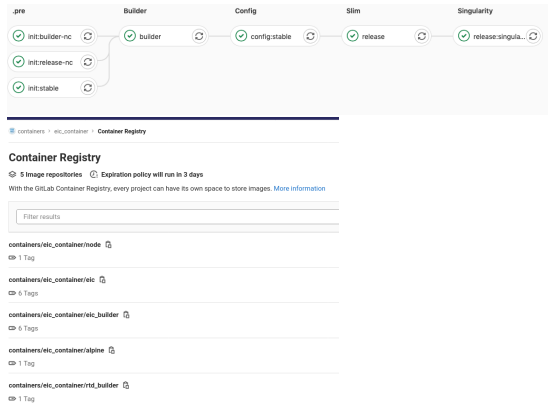 .pre
Builder
Config
Slim
Singularity
init:builder-nc
builder
config:stable
release
release:singula...
init:release-nc
init:stable
containers > eic_container > Container Registry
Container Registry
5 Image repositories Expiration policy will run in 3 days
With the GitLab Container Registry, every project can have its own space to store images. More information
Filter results
containers/eic_container/node
1 Tag
containers/eic_container/eic
6 Tags
containers/eic_container/eic_builder
6 Tags
containers/eic_container/alpine
1 Tag
containers/eic_container/rtd_builder
1 Tag